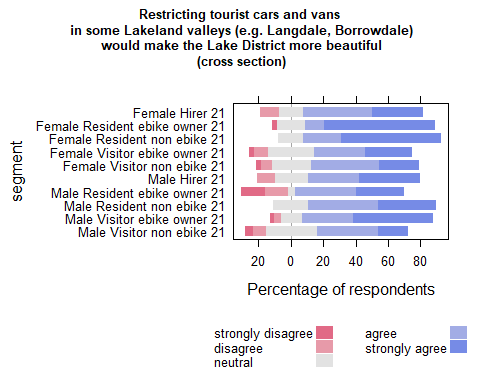 Restricting tourist cars and vans
in some Lakeland valleys (e.g. Langdale, Borrowdale)
would make the Lake District more beautiful
(cross section)
segment
Female Hirer 21
Female Resident ebike owner 21
Female Resident non ebike 21
Female Visitor ebike owner 21
Female Visitor non ebike 21
Male Hirer 21
Male Resident ebike owner 21
Male Resident non ebike 21
Male Visitor ebike owner 21
Male Visitor non ebike 21
20 0 20 40 60 80
Percentage of respondents
strongly disagree agree
disagree strongly agree
neutral